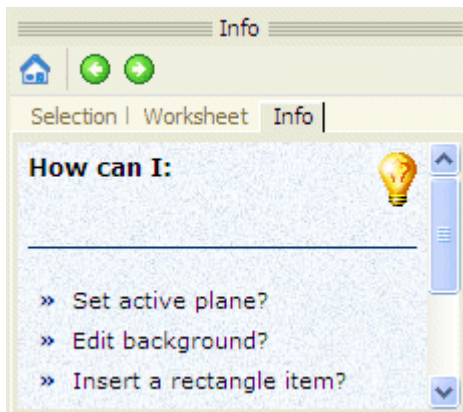 Info
Selection Worksheet Info
How can I:
» Set active plane?
» Edit background?
» Insert a rectangle item?